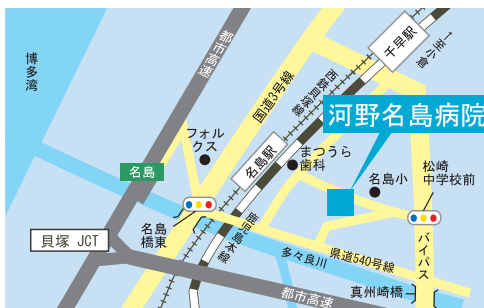 博多湾
都市高速
国道3号線
西鉄貝塚線
千早駅
↑至小倉
河野名島病院
フォル
クス
名島駅
まつうら
歯科
名島
名島小
松崎
中学校前
名島
橋東
鹿児島本線
貝塚 JCT
多々良川
県道540号線
バイパス
都市高速
真州崎橋